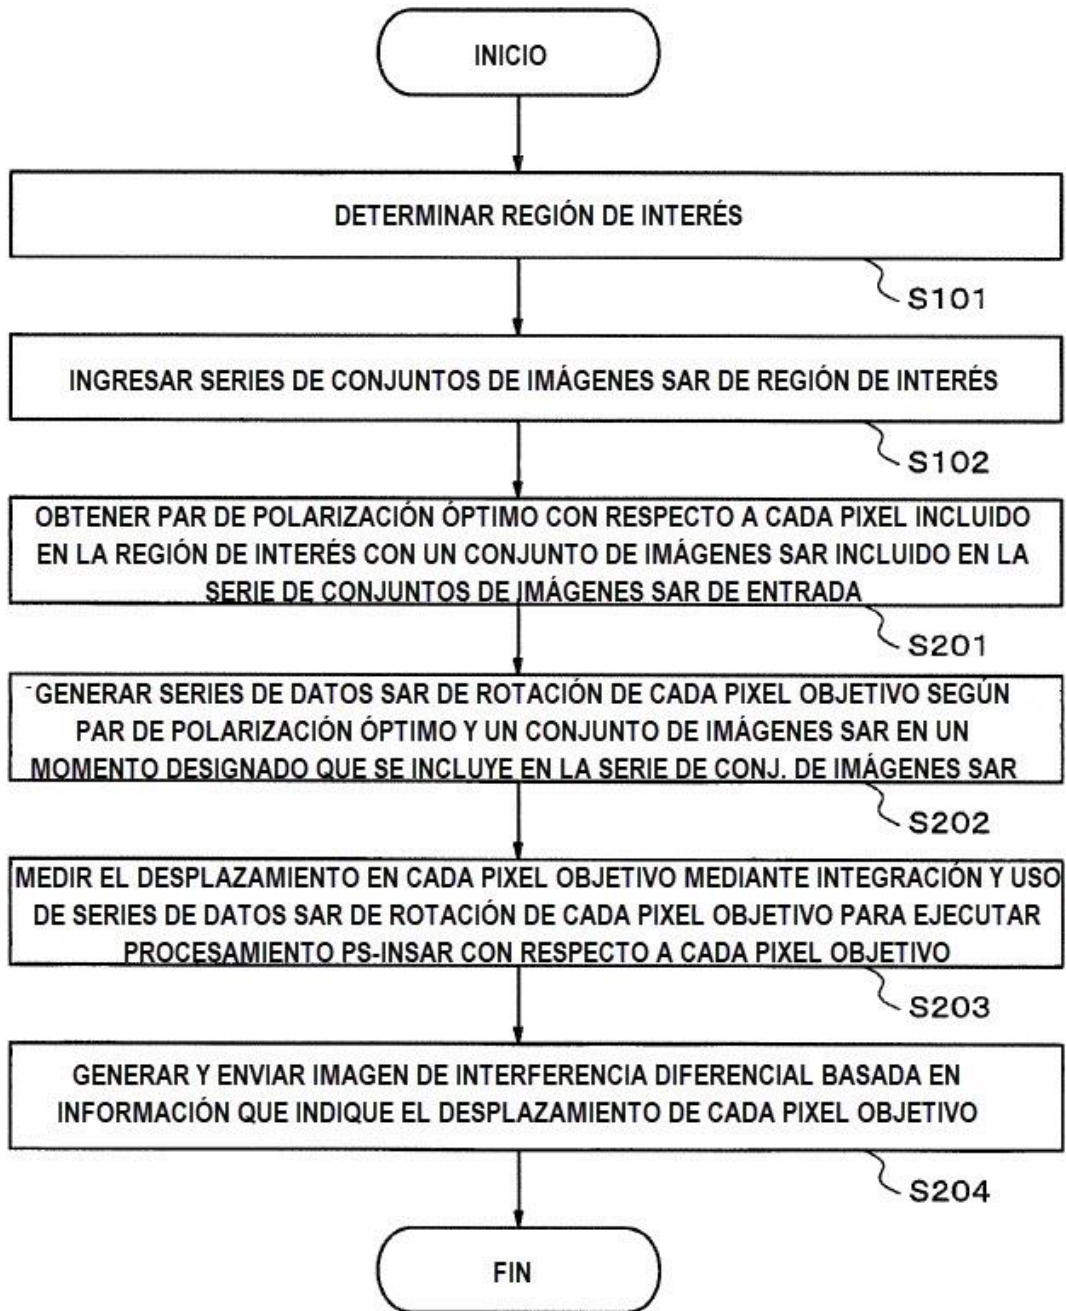 INICIO
DETERMINAR REGIÓN DE INTERÉS
S101
INGRESAR SERIES DE CONJUNTOS DE IMÁGENES SAR DE REGIÓN DE INTERÉS
S102
OBTENER PAR DE POLARIZACIÓN ÓPTIMO CON RESPECTO A CADA PIXEL INCLUIDO
EN LA REGIÓN DE INTERÉS CON UN CONJUNTO DE IMÁGENES SAR INCLUIDO EN LA
SERIE DE CONJUNTOS DE IMÁGENES SAR DE ENTRADA
S201
GENERAR SERIES DE DATOS SAR DE ROTACIÓN DE CADA PIXEL OBJETIVO SEGÚN
PAR DE POLARIZACIÓN ÓPTIMO Y UN CONJUNTO DE IMÁGENES SAR EN UN
MOMENTO DESIGNADO QUE SE INCLUYE EN LA SERIE DE CONJ. DE IMÁGENES SAR
S202
MEDIR EL DESPLAZAMIENTO EN CADA PIXEL OBJETIVO MEDIANTE INTEGRACIÓN Y USO
DE SERIES DE DATOS SAR DE ROTACIÓN DE CADA PIXEL OBJETIVO PARA EJECUTAR
PROCESAMIENTO PS-INSAR CON RESPECTO A CADA PIXEL OBJETIVO
S203
GENERAR Y ENVIAR IMAGEN DE INTERFERENCIA DIFERENCIAL BASADA EN
INFORMACIÓN QUE INDIQUE EL DESPLAZAMIENTO DE CADA PIXEL OBJETIVO
S204
FIN